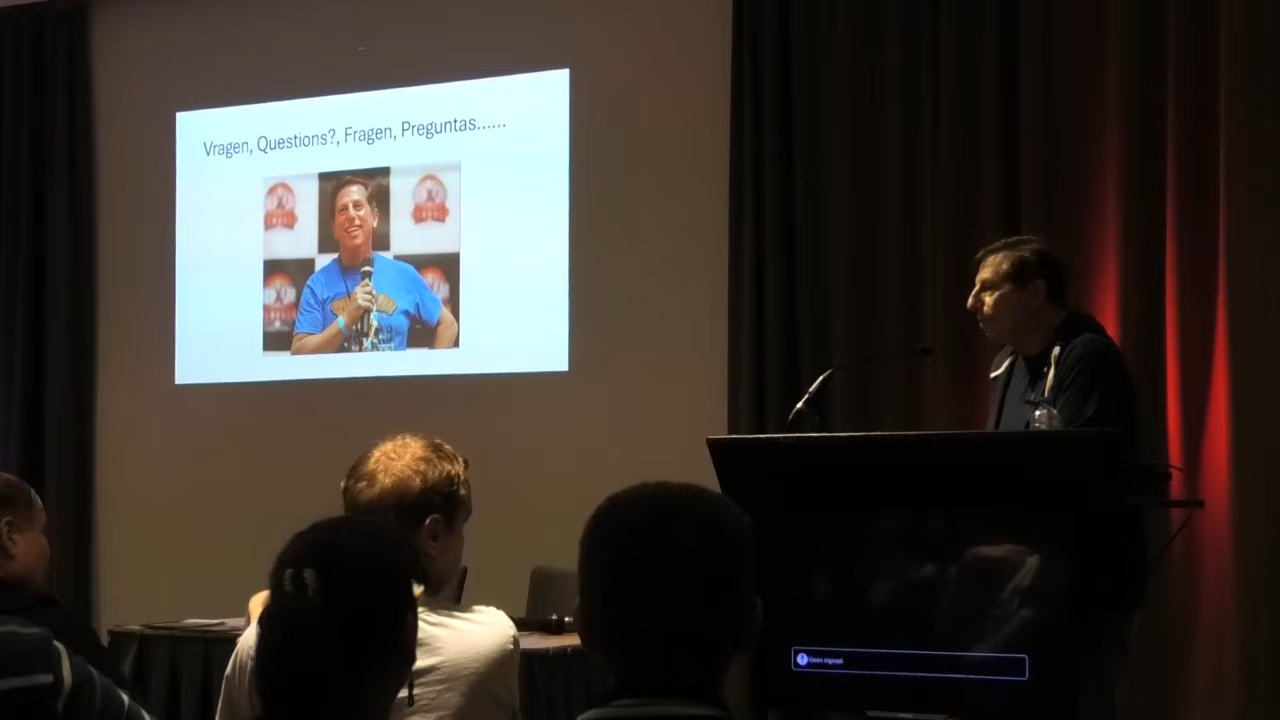 Vragen, Questions?, Fragen, Preguntas......
Geen signaal